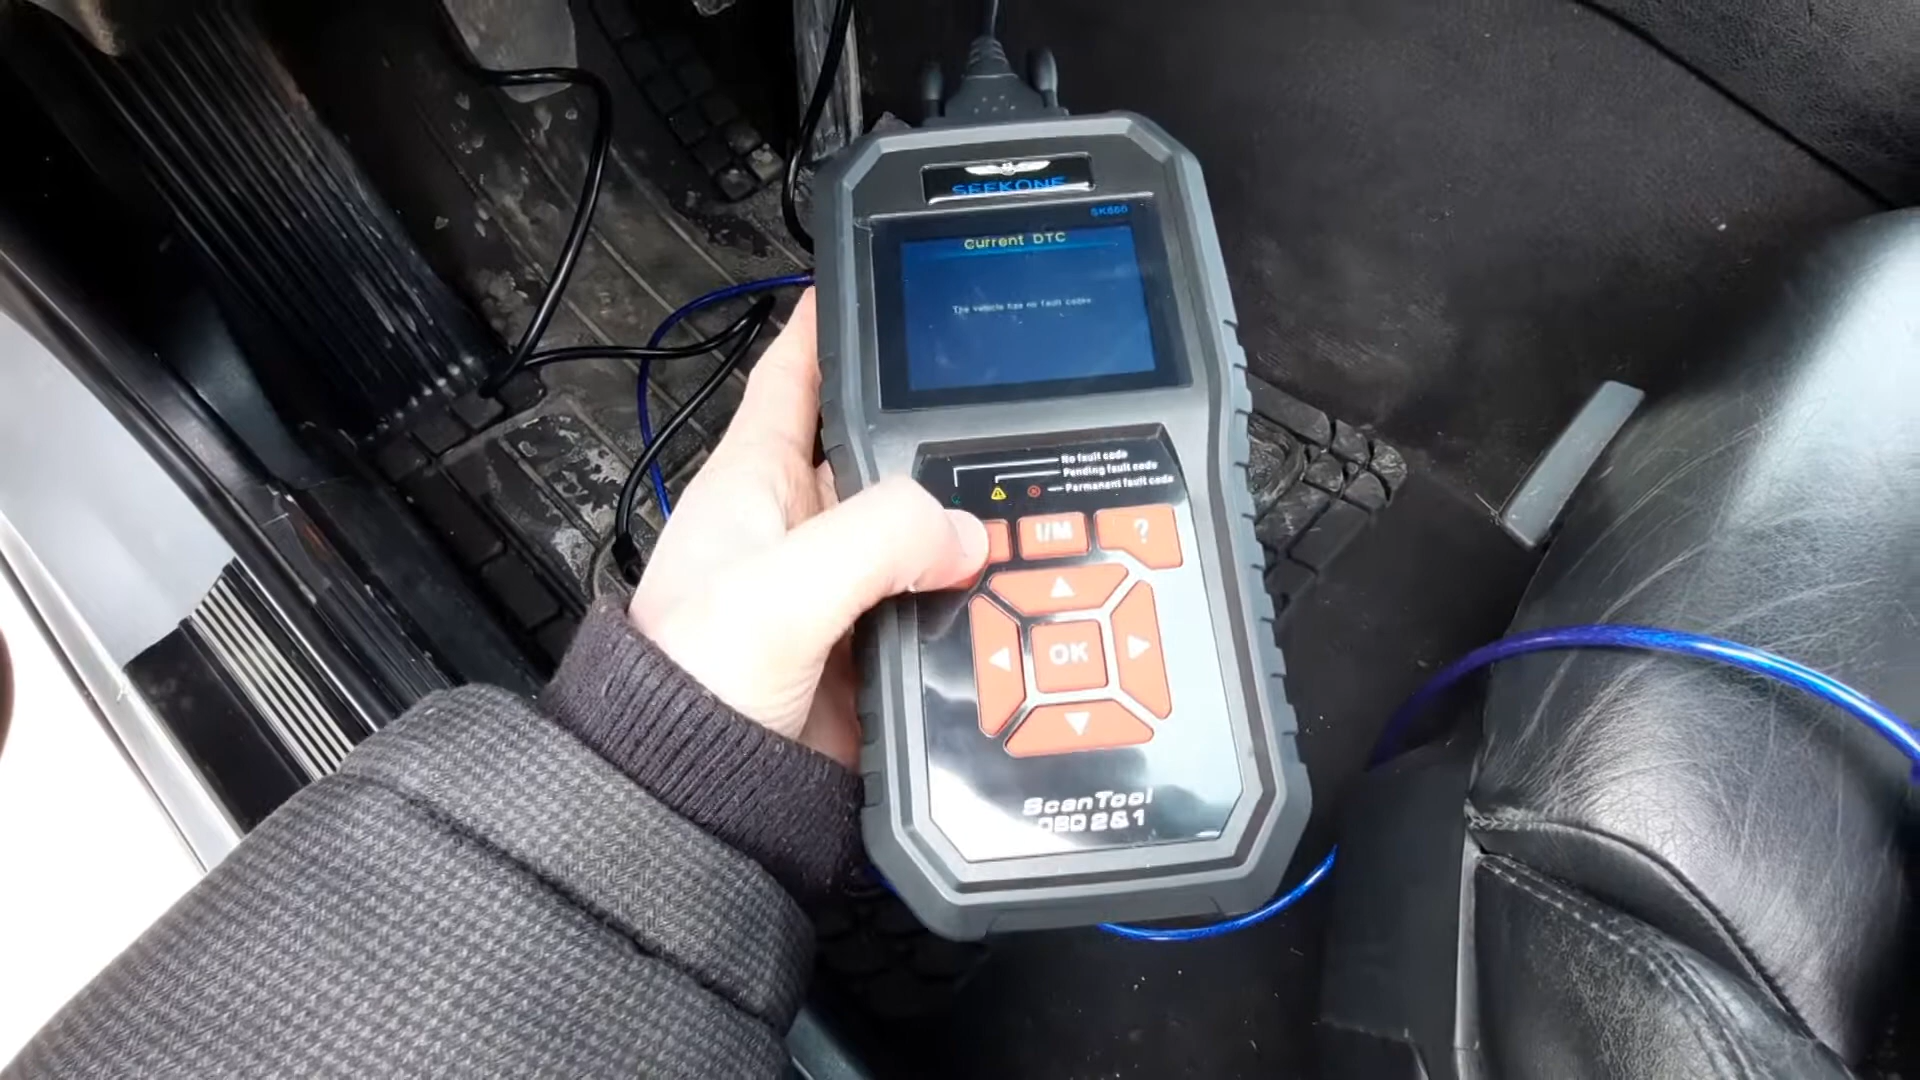 SEEKONE
SK860
Current DTC
The vehicle has no fault codes
No fault code
Pending fault code
Permanent fault code
I/M
?
OK
ScanTool
OBD 2&1